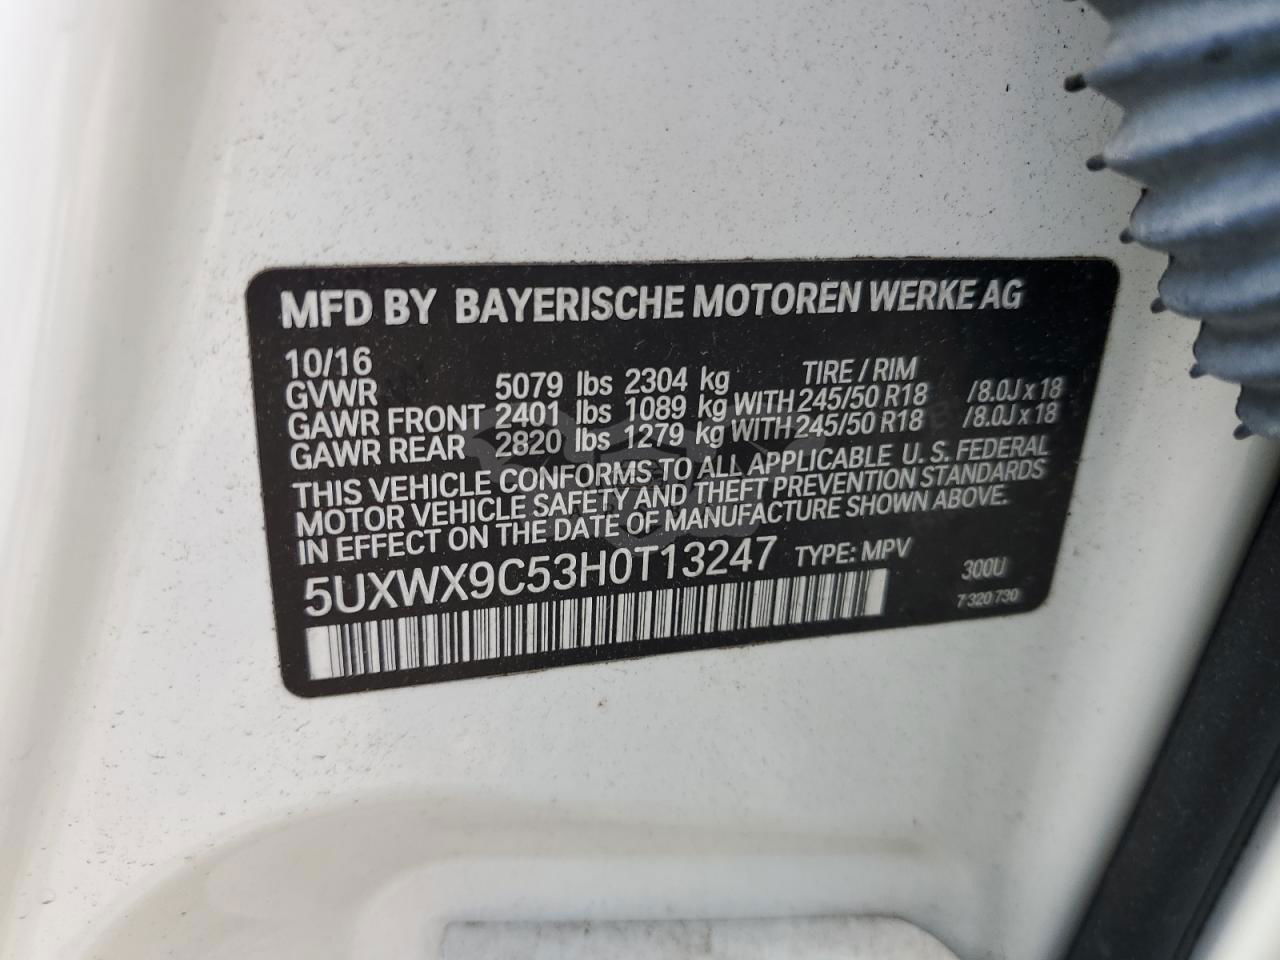 MFD BY BAYERISCHE MOTOREN WERKE AG
10/16 TIRE / RIM
GVWR 5079 lbs 2304 kg
GAWR FRONT 2401 lbs 1089 kg WITH 245/50 R18 /8.0J x 18
GAWR REAR 2820 lbs 1279 kg WITH 245/50 R18 /8.0J x 18
THIS VEHICLE CONFORMS TO ALL APPLICABLE U. S. FEDERAL
MOTOR VEHICLE SAFETY AND THEFT PREVENTION STANDARDS
IN EFFECT ON THE DATE OF MANUFACTURE SHOWN ABOVE.
5UXWX9C53H0T13247 TYPE: MPV
300U
7 320 730